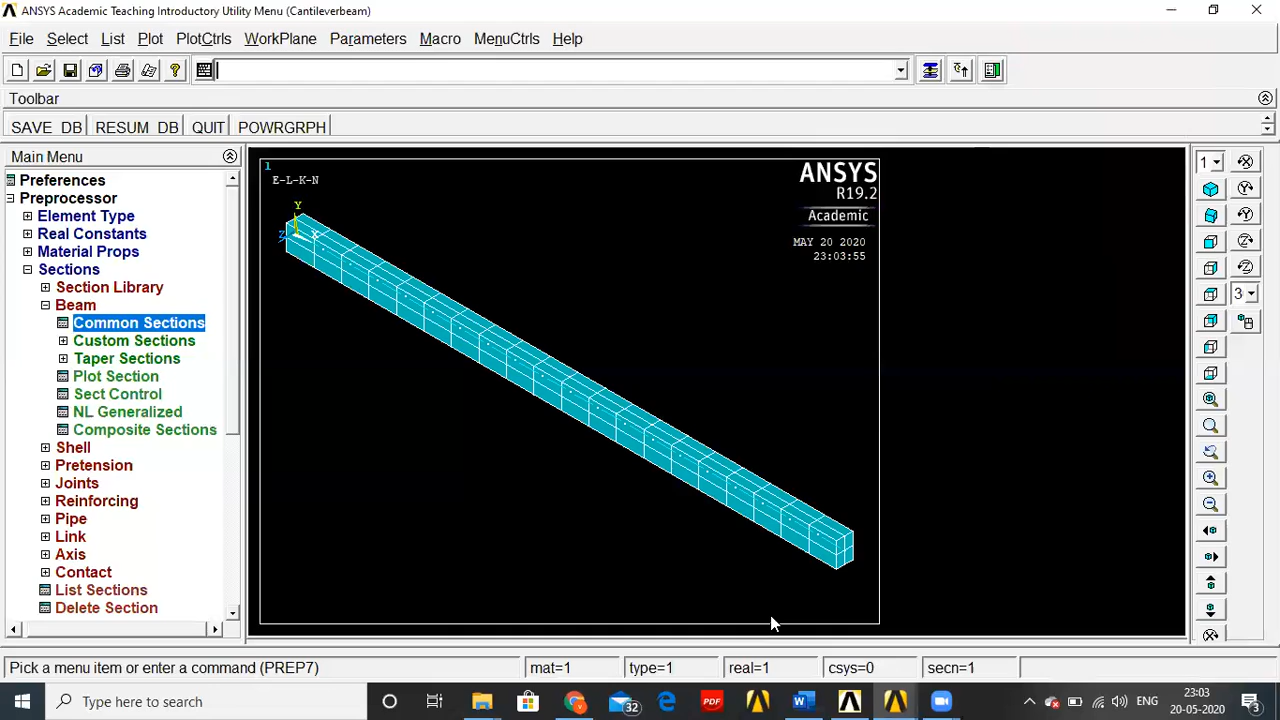 ANSYS Academic Teaching Introductory Utility Menu (Cantileverbeam)
File Select List Plot PlotCtrls WorkPlane Parameters Macro MenuCtrls Help
Toolbar
SAVE_DB RESUM_DB QUIT POWRGRPH
Main Menu
Preferences
Preprocessor
Element Type
Real Constants
Material Props
Sections
Section Library
Beam
Common Sections
Custom Sections
Taper Sections
Plot Section
Sect Control
NL Generalized
Composite Sections
Shell
Pretension
Joints
Reinforcing
Pipe
Link
Axis
Contact
List Sections
Delete Section
1
E-L-K-N
Y
Z X
ANSYS
R19.2
Academic
MAY 20 2020
23:03:55
1
3
Pick a menu item or enter a command (PREP7) mat=1 type=1 real=1 csys=0 secn=1
Type here to search
PDF
32
ENG
23:03
20-05-2020
3